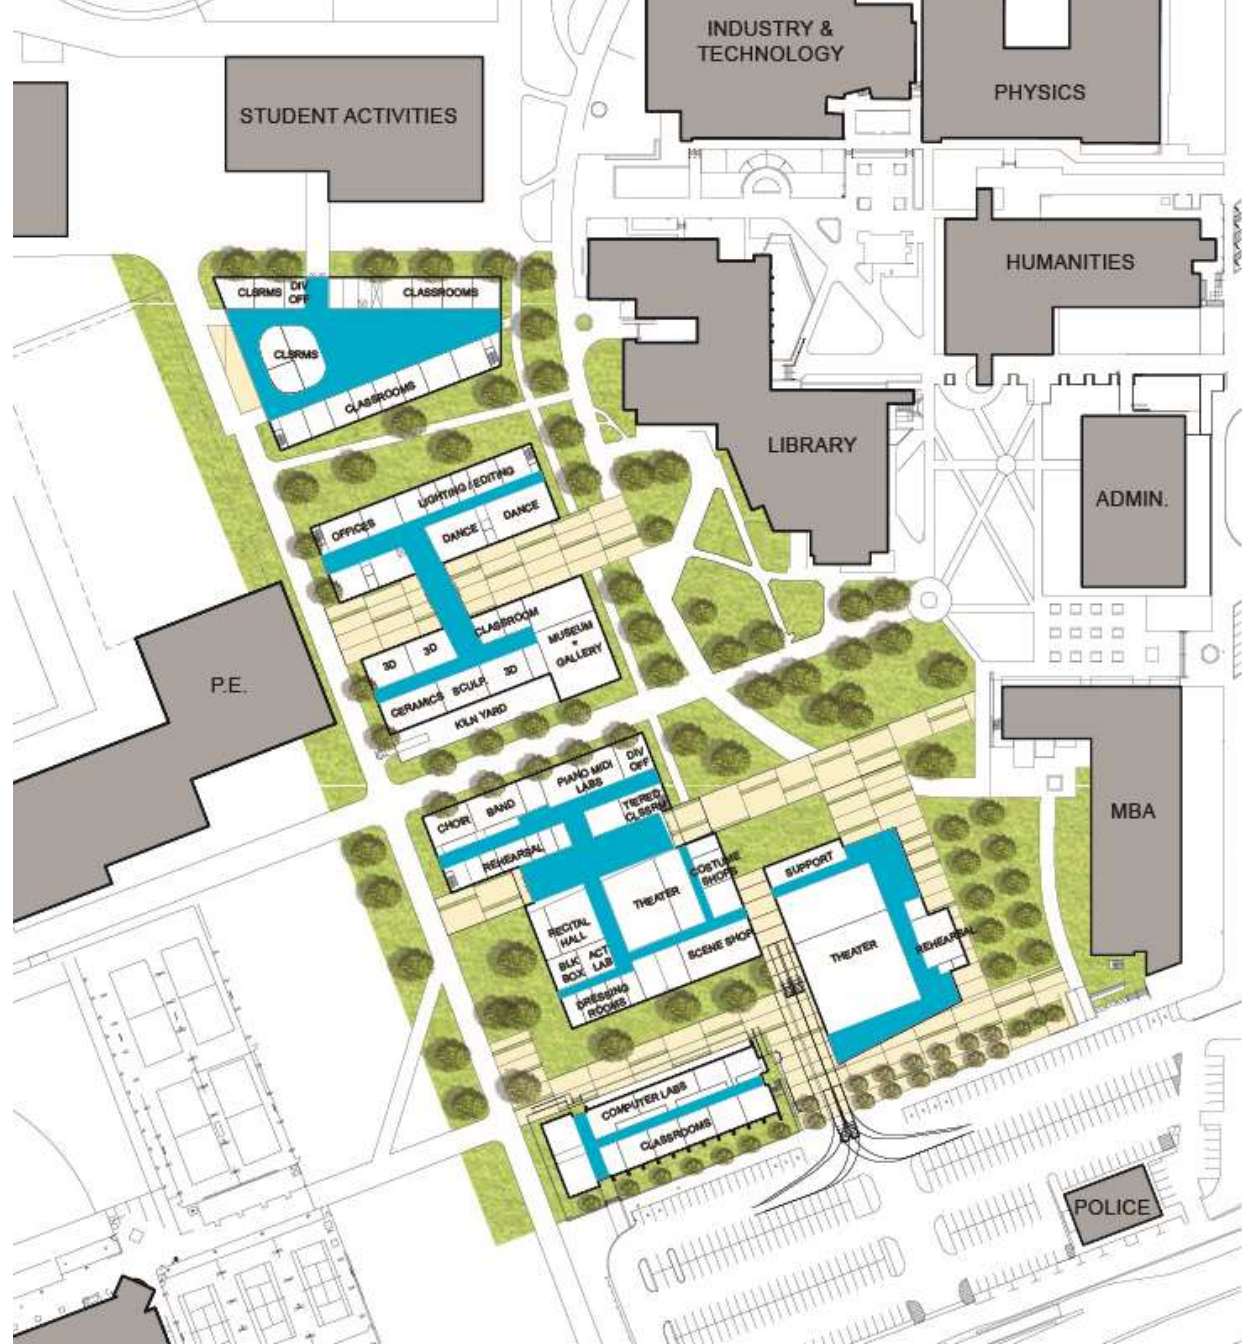 INDUSTRY &
TECHNOLOGY
PHYSICS
STUDENT ACTIVITIES
HUMANITIES
CLSRMS
DIV
OFF
CLASSROOMS
CLSRMS
CLASSROOMS
LIBRARY
ADMIN.
LIGHTING / EDITING
OFFICES
DANCE
DANCE
CLASSROOM
3D
3D
MUSEUM
+
GALLERY
3D
SCULP.
CERAMICS
KILN YARD
P.E.
DIV
OFF
PIANO MIDI
LABS
BAND
CHOIR
TIERED
CLSSRM
REHEARSAL
MBA
COSTUME
SHOPS
SUPPORT
THEATER
RECITAL
HALL
SCENE SHOP
THEATER
REHEARSAL
BLK
BOX
ACT
LAB
DRESSING
ROOMS
COMPUTER LABS
CLASSROOMS
POLICE